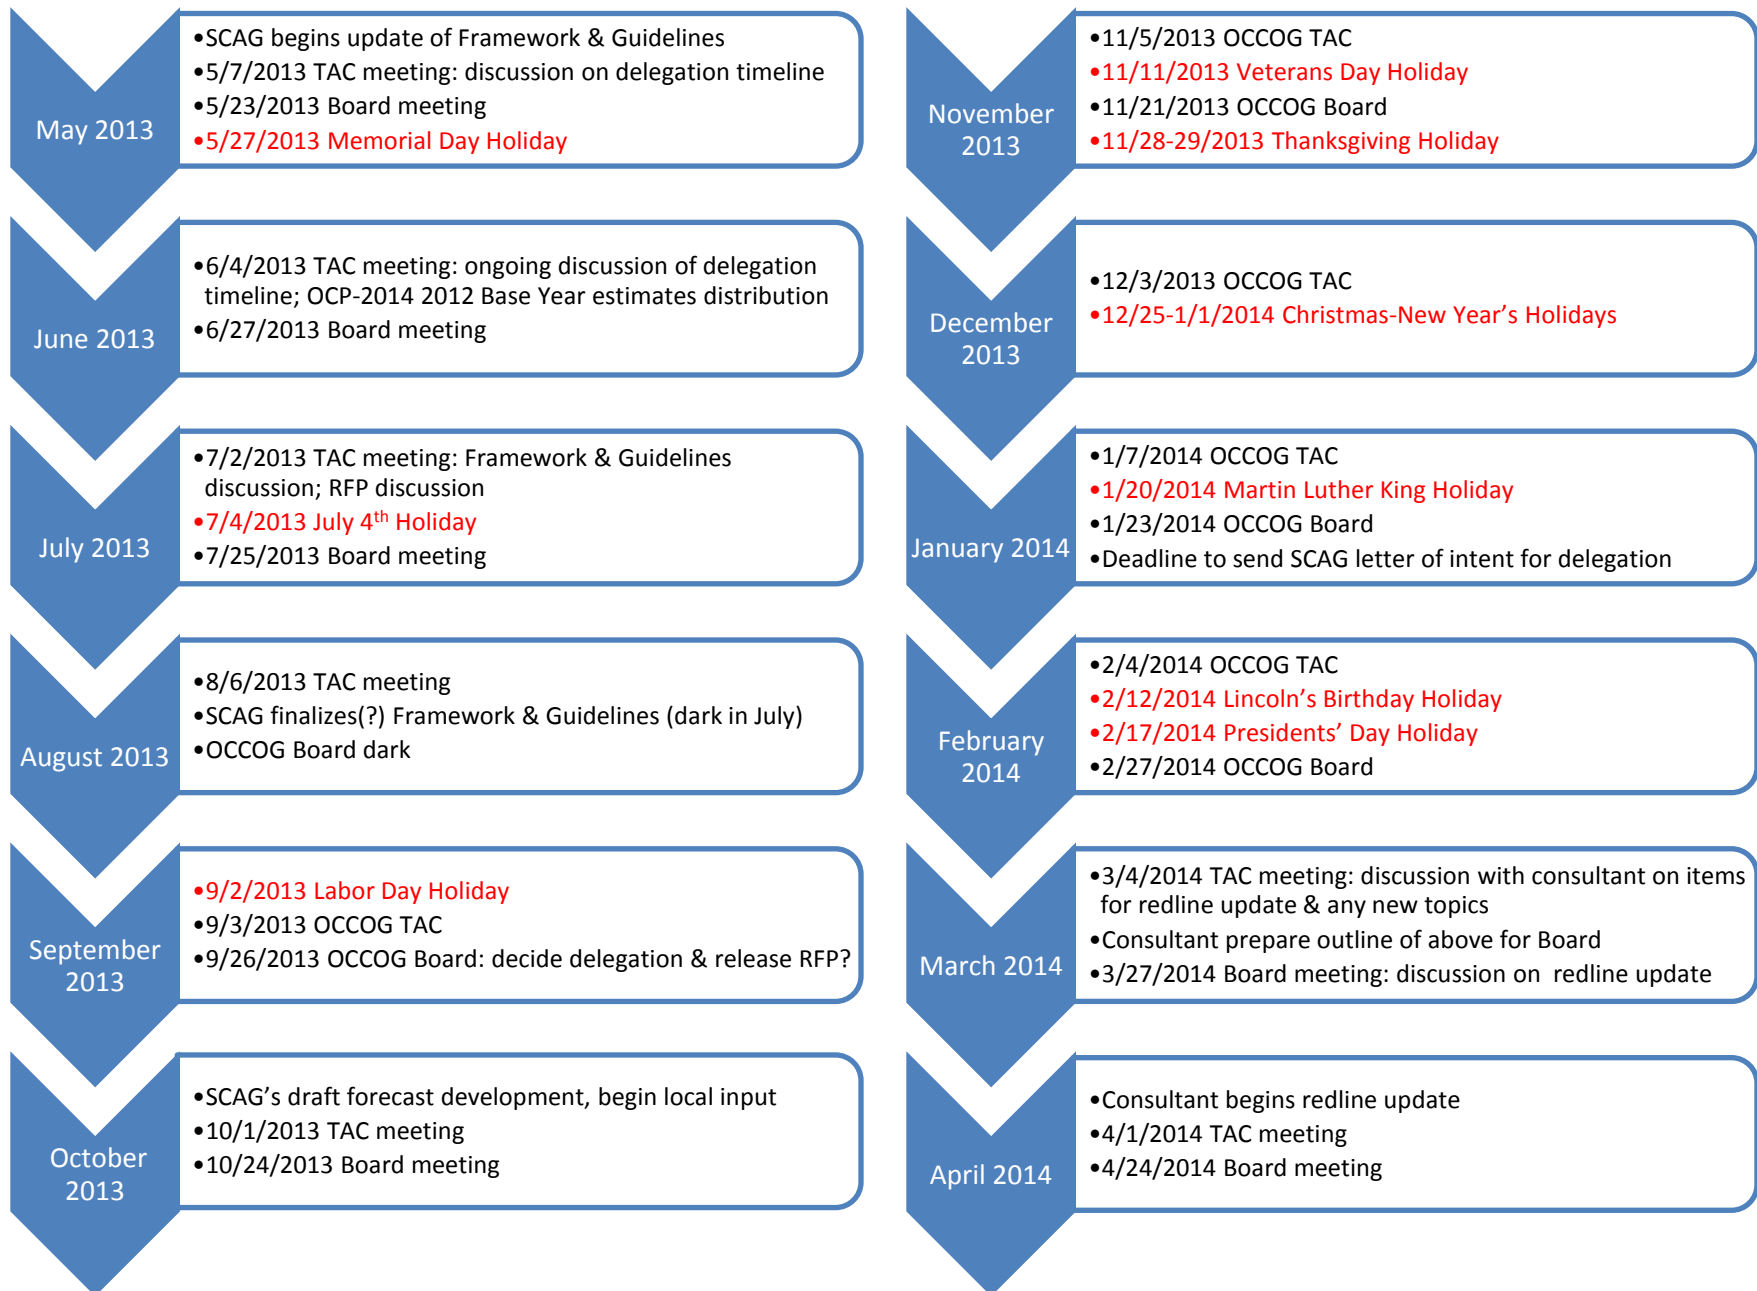 May 2013
•SCAG begins update of Framework & Guidelines
•5/7/2013 TAC meeting: discussion on delegation timeline
•5/23/2013 Board meeting
•5/27/2013 Memorial Day Holiday
June 2013
•6/4/2013 TAC meeting: ongoing discussion of delegation
timeline; OCP-2014 2012 Base Year estimates distribution
•6/27/2013 Board meeting
July 2013
•7/2/2013 TAC meeting: Framework & Guidelines
discussion; RFP discussion
•7/4/2013 July 4th Holiday
•7/25/2013 Board meeting
August 2013
•8/6/2013 TAC meeting
•SCAG finalizes(?) Framework & Guidelines (dark in July)
•OCCOG Board dark
September
2013
•9/2/2013 Labor Day Holiday
•9/3/2013 OCCOG TAC
•9/26/2013 OCCOG Board: decide delegation & release RFP?
October
2013
•SCAG’s draft forecast development, begin local input
•10/1/2013 TAC meeting
•10/24/2013 Board meeting
November
2013
•11/5/2013 OCCOG TAC
•11/11/2013 Veterans Day Holiday
•11/21/2013 OCCOG Board
•11/28-29/2013 Thanksgiving Holiday
December
2013
•12/3/2013 OCCOG TAC
•12/25-1/1/2014 Christmas-New Year’s Holidays
January 2014
•1/7/2014 OCCOG TAC
•1/20/2014 Martin Luther King Holiday
•1/23/2014 OCCOG Board
•Deadline to send SCAG letter of intent for delegation
February
2014
•2/4/2014 OCCOG TAC
•2/12/2014 Lincoln’s Birthday Holiday
•2/17/2014 Presidents’ Day Holiday
•2/27/2014 OCCOG Board
March 2014
•3/4/2014 TAC meeting: discussion with consultant on items
for redline update & any new topics
•Consultant prepare outline of above for Board
•3/27/2014 Board meeting: discussion on redline update
April 2014
•Consultant begins redline update
•4/1/2014 TAC meeting
•4/24/2014 Board meeting